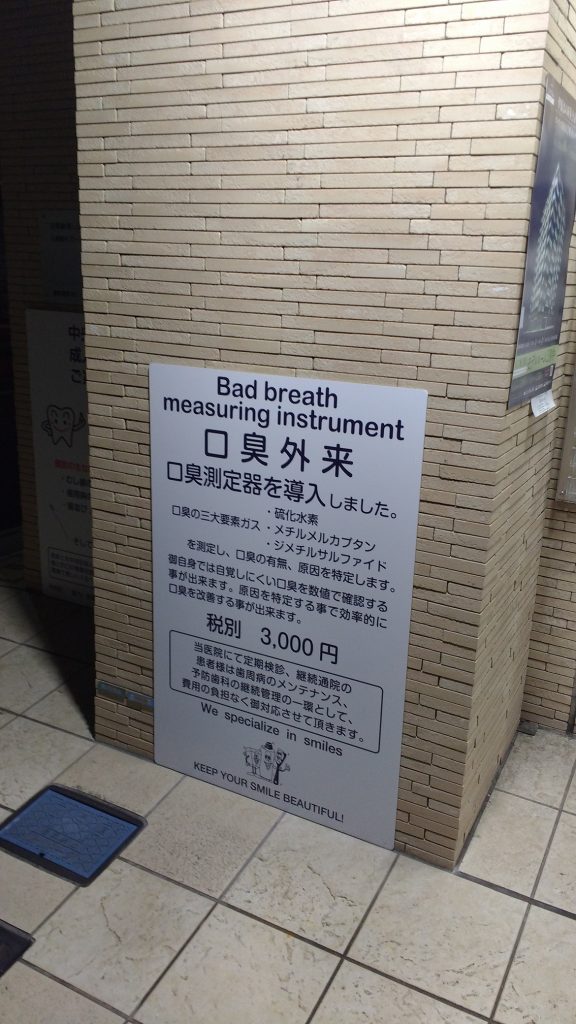 Bad breath
measuring instrument
口臭外来
口臭測定器を導入しました。
口臭の三大要素ガス
・硫化水素
・メチルメルカプタン
・ジメチルサルファイド
を測定し、口臭の有無、原因を特定します。
御自身では自覚しにくい口臭を数値で確認する
事が出来ます。原因を特定する事で効率的に
口臭を改善する事が出来ます。
税別 3,000円
当医院にて定期検診、継続通院の
患者様は歯周病のメンテナンス、
予防歯科の継続管理の一環として、
費用の負担なく御対応させて頂きます。
We specialize in smiles
KEEP YOUR SMILE BEAUTIFUL!
中央
成人
ご